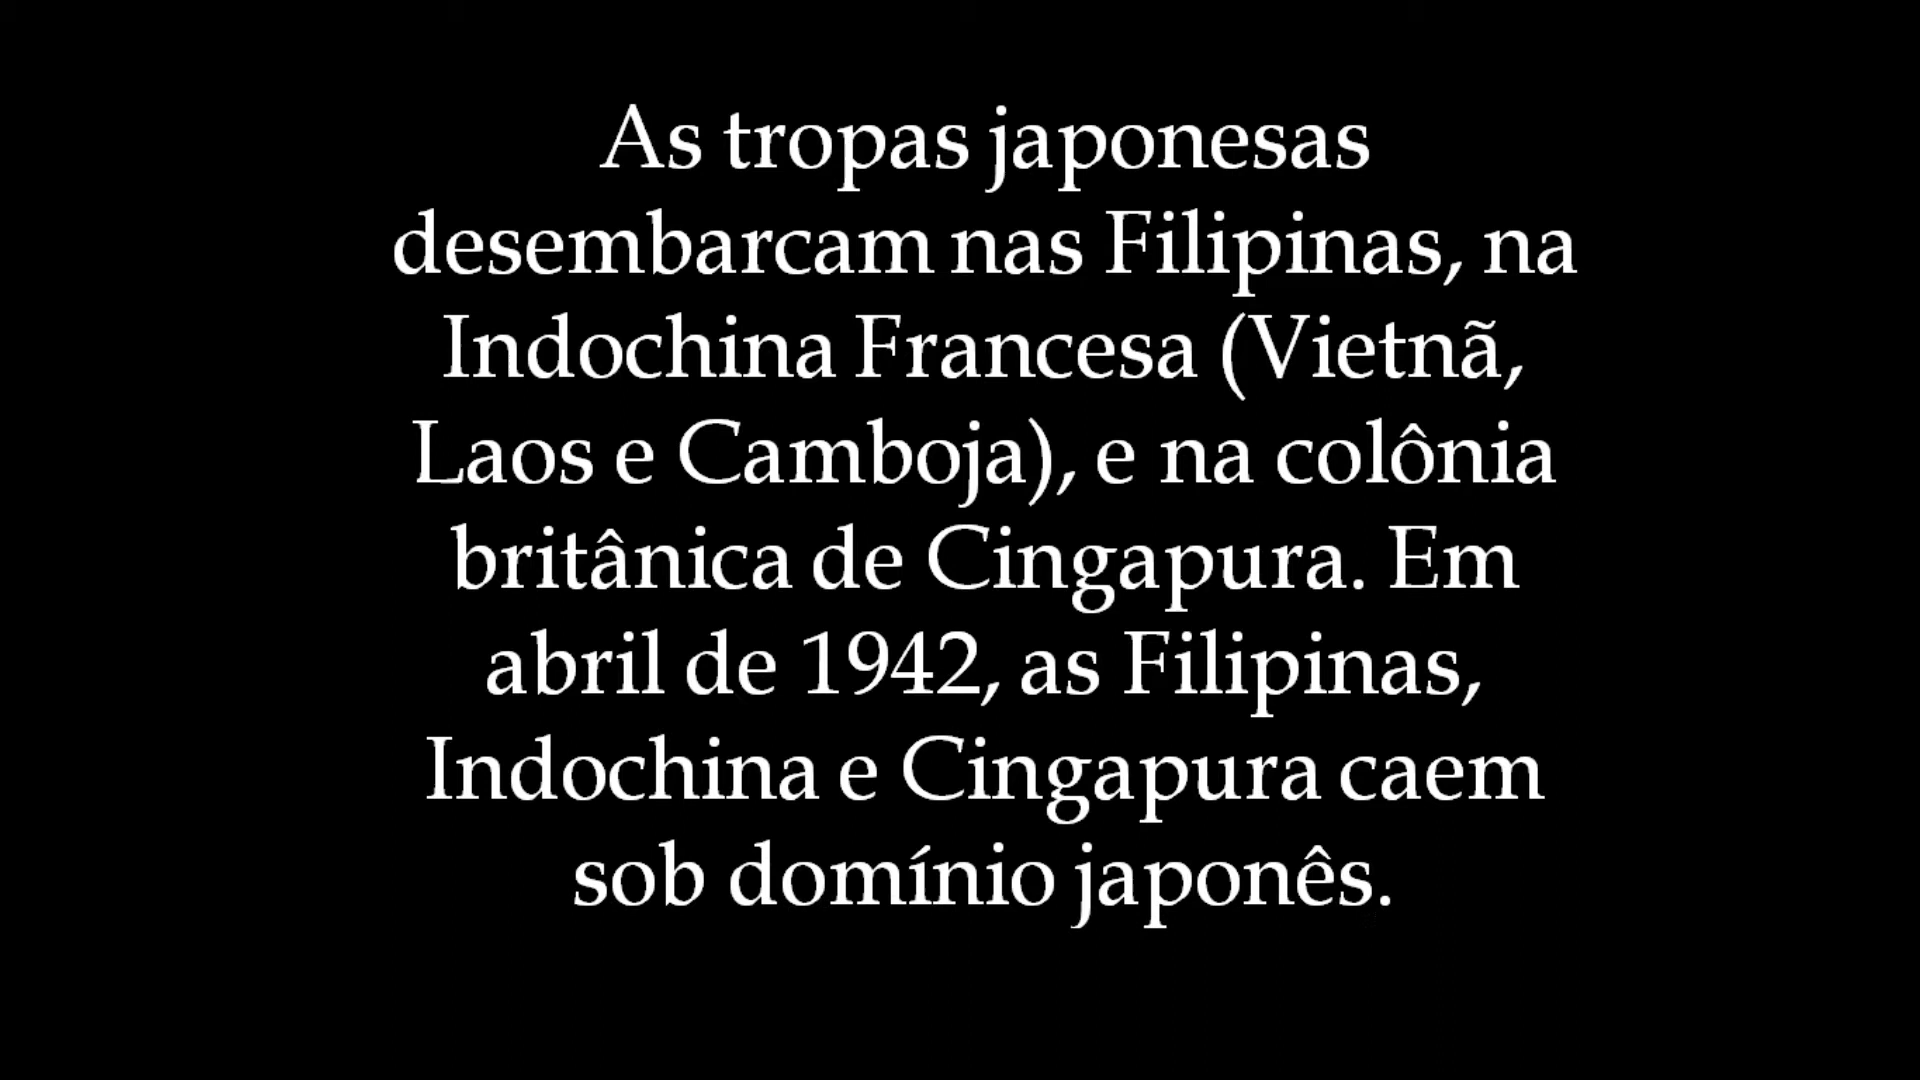 As tropas japonesas
desembarcam nas Filipinas, na
Indochina Francesa (Vietnã,
Laos e Camboja), e na colônia
britânica de Cingapura. Em
abril de 1942, as Filipinas,
Indochina e Cingapura caem
sob domínio japonês.